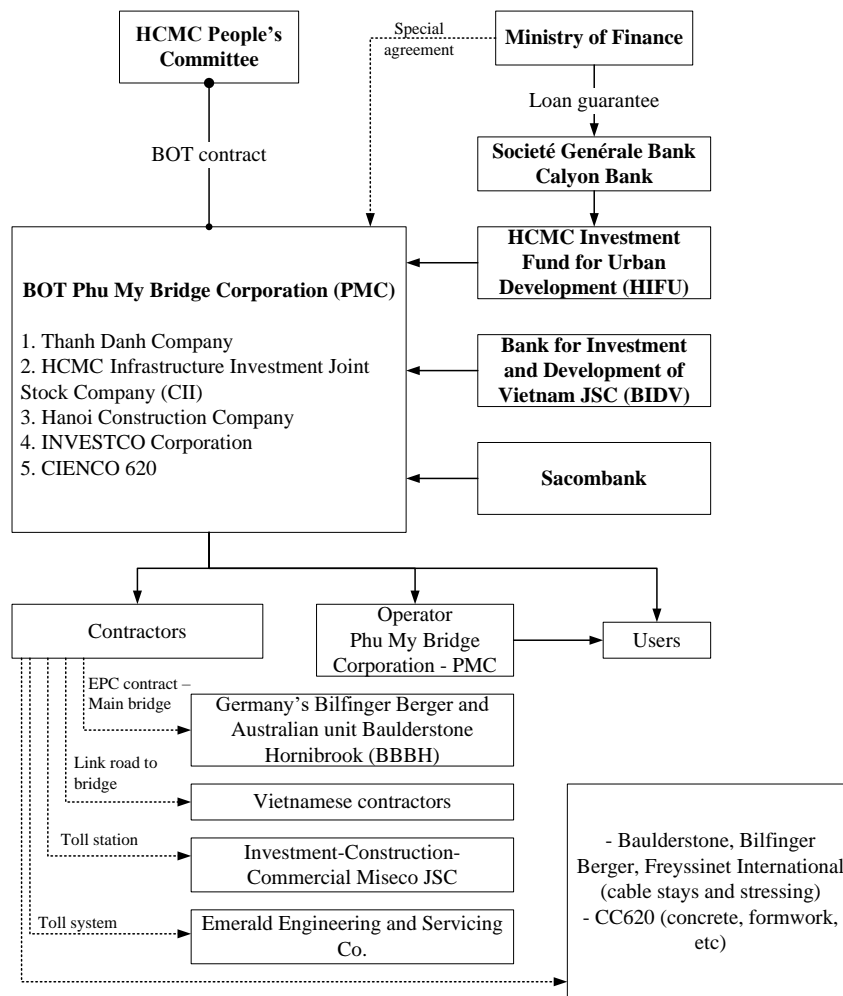 HCMC People's
Committee
Special
agreement
Ministry of Finance
Loan guarantee
BOT contract
Societé Genérale Bank
Calyon Bank
HCMC Investment
Fund for Urban
Development (HIFU)
BOT Phu My Bridge Corporation (PMC)
1. Thanh Danh Company
2. HCMC Infrastructure Investment Joint
Stock Company (CII)
3. Hanoi Construction Company
4. INVESTCO Corporation
5. CIENCO 620
Bank for Investment
and Development of
Vietnam JSC (BIDV)
Sacombank
Contractors
Operator
Phu My Bridge
Corporation - PMC
Users
EPC contract –
Main bridge
Germany's Bilfinger Berger and
Australian unit Baulderstone
Hornibrook (BBBH)
Link road to
bridge
Vietnamese contractors
Toll station
Investment-Construction-
Commercial Miseco JSC
Toll system
Emerald Engineering and Servicing
Co.
- Baulderstone, Bilfinger
Berger, Freyssinet International
(cable stays and stressing)
- CC620 (concrete, formwork,
etc)